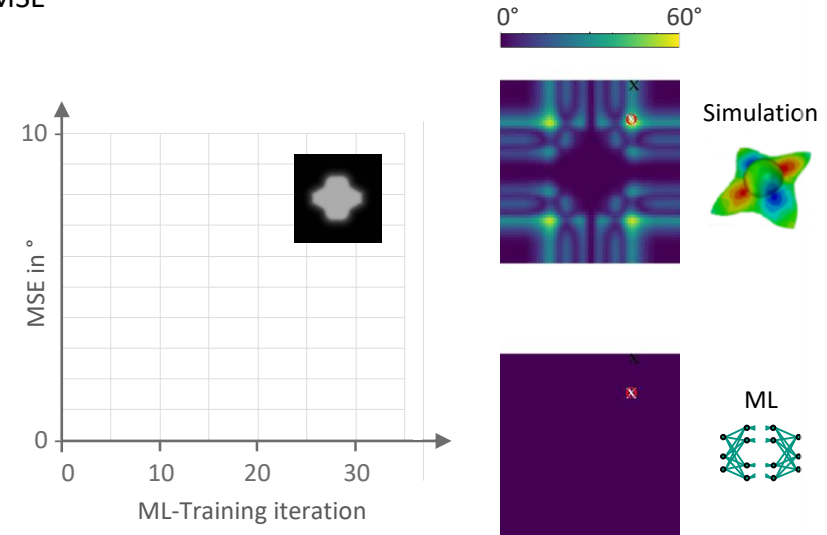 MSE
0° 60°
Simulation
10
MSE in °
0
0 10 20 30
ML-Training iteration
X
X
X
X
ML